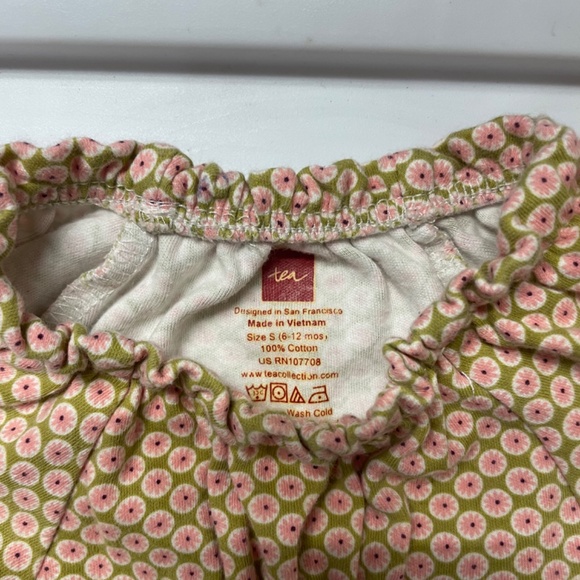 tea
Designed in San Francisco
Made in Vietnam
Size S (6-12 mos)
100% Cotton
US RN107708
www.teacollection.com
Wash Cold